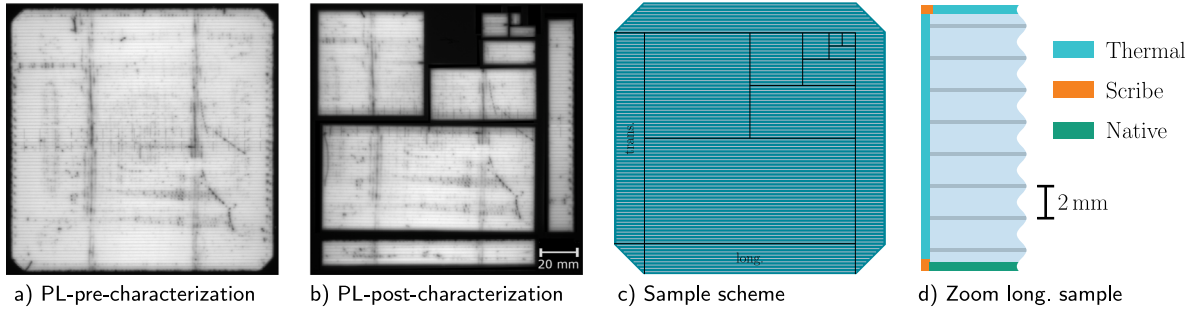 20 mm
trans.
long.
Thermal
Scribe
Native
2 mm
a) PL-pre-characterization
b) PL-post-characterization
c) Sample scheme
d) Zoom long. sample